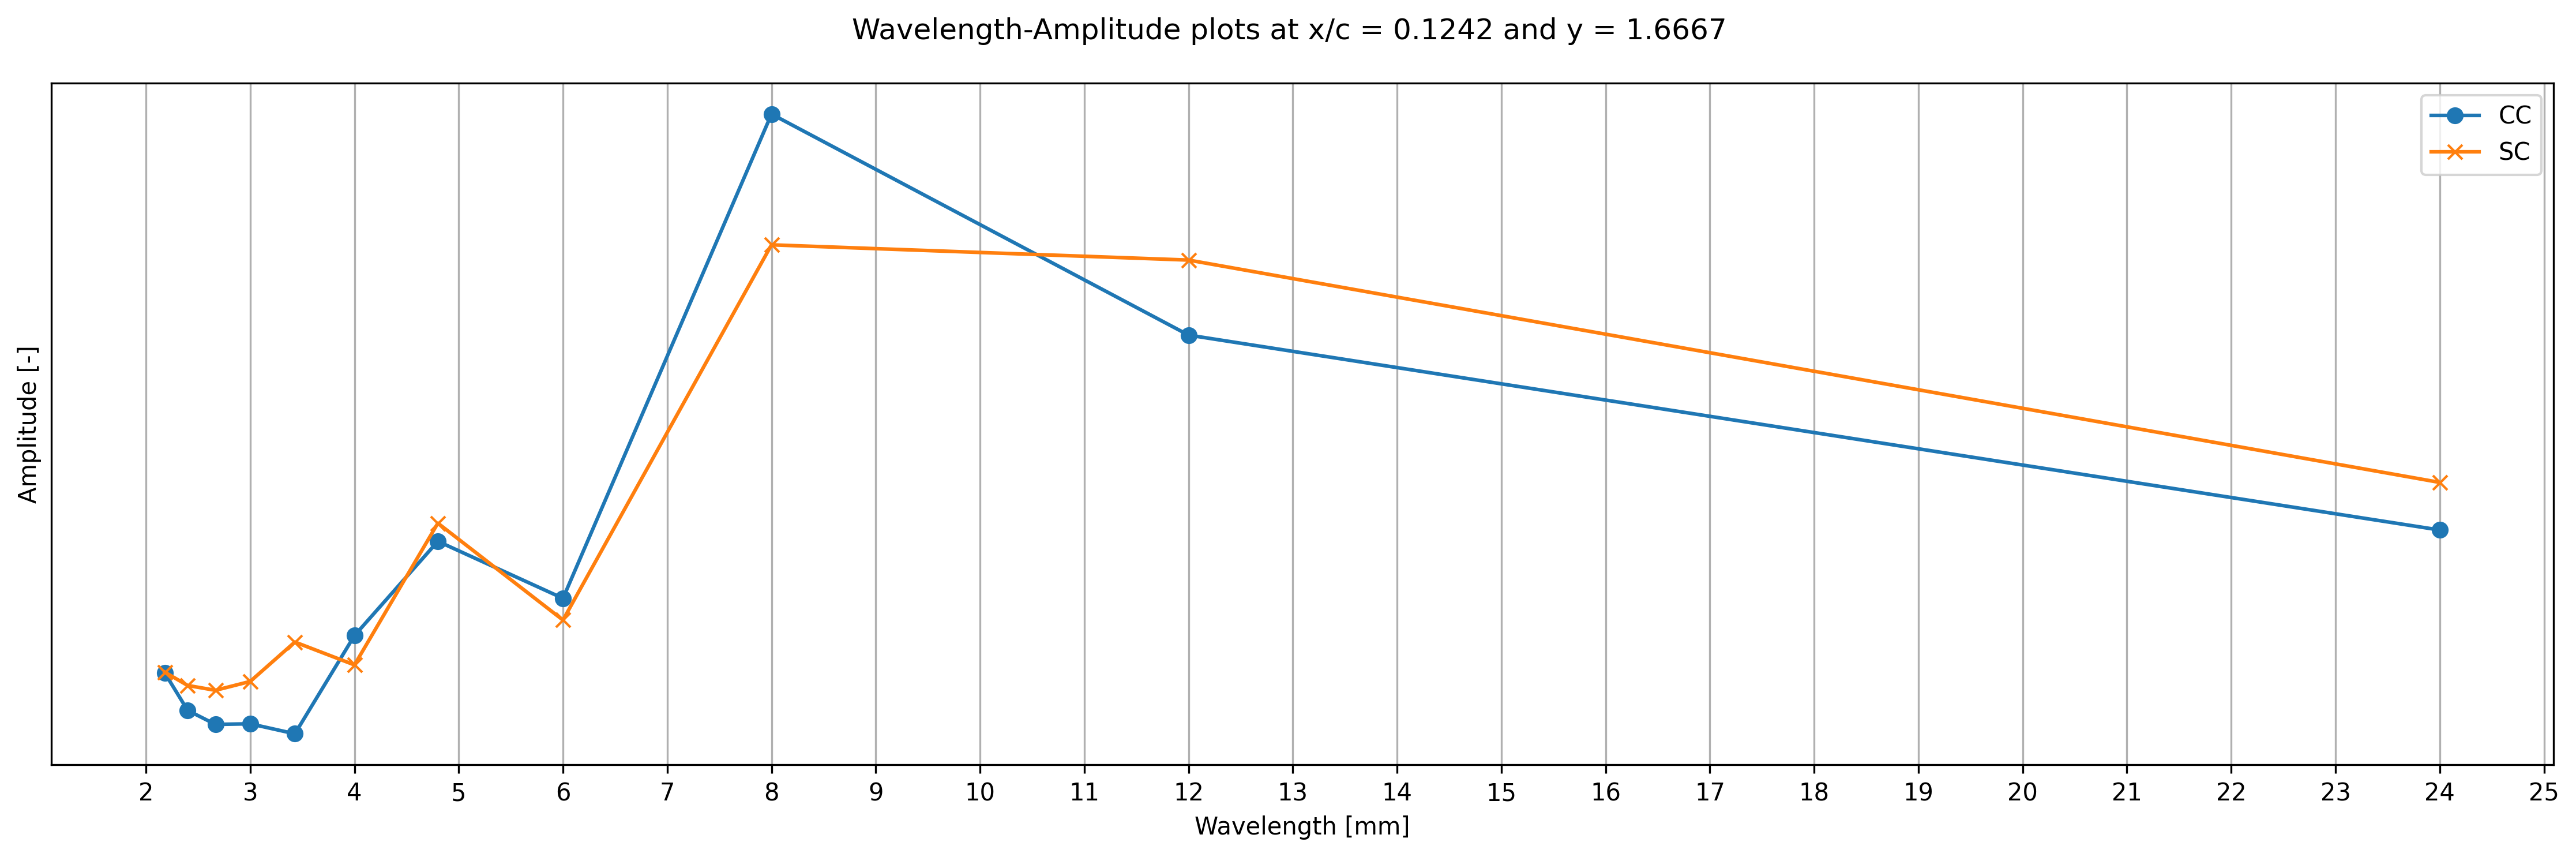 Wavelength-Amplitude plots at x/c = 0.1242 and y = 1.6667
CC
SC
Amplitude [-]
2 3 4 5 6 7 8 9 10 11 12 13 14 15 16 17 18 19 20 21 22 23 24 25
Wavelength [mm]